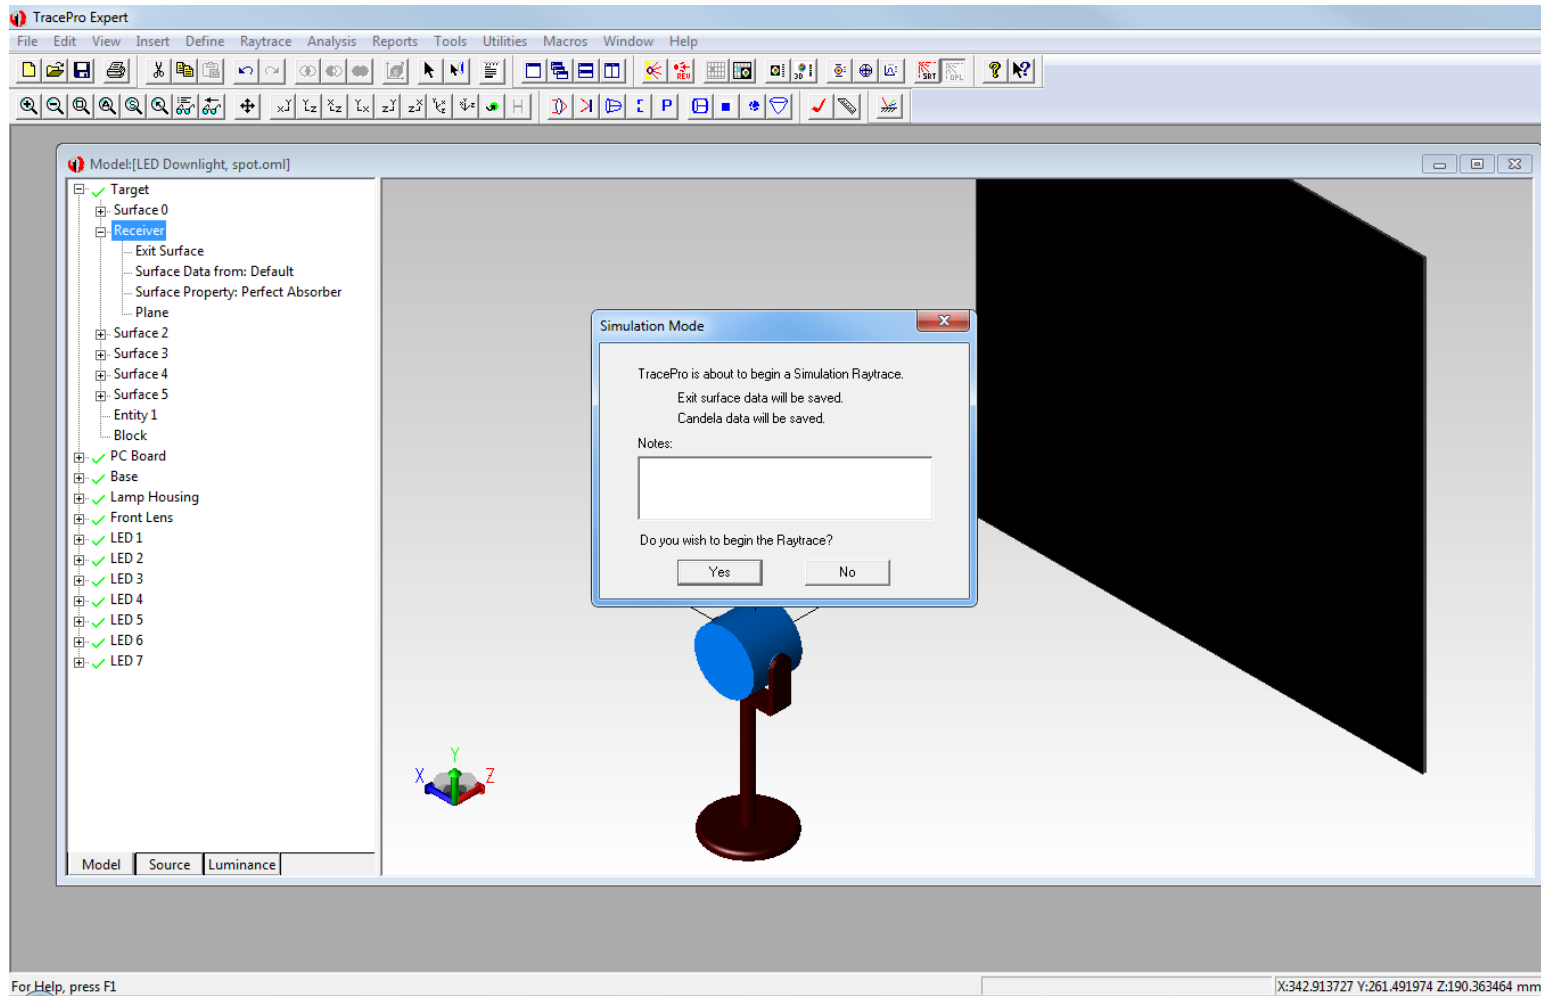 TracePro Expert
File Edit View Insert Define Raytrace Analysis Reports Tools Utilities Macros Window Help
Model:[LED Downlight, spot.oml]
Target
Surface 0
Receiver
Exit Surface
Surface Data from: Default
Surface Property: Perfect Absorber
Plane
Surface 2
Surface 3
Surface 4
Surface 5
Entity 1
Block
PC Board
Base
Lamp Housing
Front Lens
LED 1
LED 2
LED 3
LED 4
LED 5
LED 6
LED 7
Model Source Luminance
Simulation Mode
TracePro is about to begin a Simulation Raytrace.
Exit surface data will be saved.
Candela data will be saved.
Notes:
Do you wish to begin the Raytrace?
Yes No
Y
X Z
For Help, press F1
X:342.913727 Y:261.491974 Z:190.363464 mm